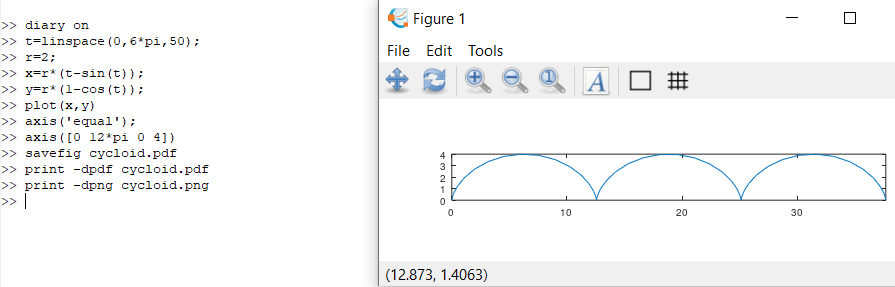 >> diary on
>> t=linspace(0,6*pi,50);
>> r=2;
>> x=r*(t-sin(t));
>> y=r*(1-cos(t));
>> plot(x,y)
>> axis('equal');
>> axis([0 12*pi 0 4])
>> savefig cycloid.pdf
>> print -dpdf cycloid.pdf
>> print -dpng cycloid.png
>>
Figure 1
File Edit Tools
1 A
4
3
2
1
0
0 10 20 30
(12.873, 1.4063)